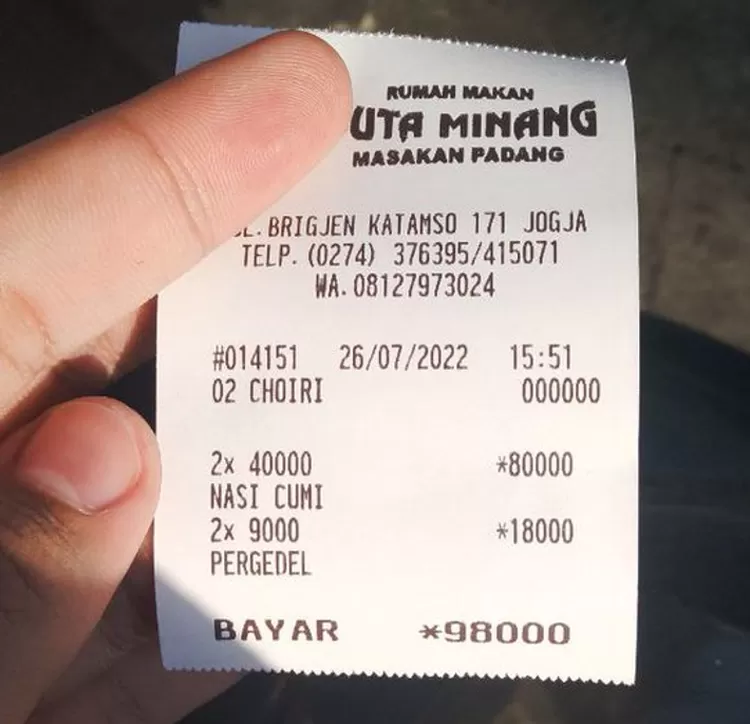 RUMAH MAKAN
UTA MINANG
MASAKAN PADANG
BRIGJEN KATAMSO 171 JOGJA
TELP. (0274) 376395/415071
WA. 08127973024
#014151 26/07/2022 15:51
02 CHOIRI 000000
2x 40000 *80000
NASI CUMI
2x 9000 *18000
PERGEDEL
BAYAR *98000